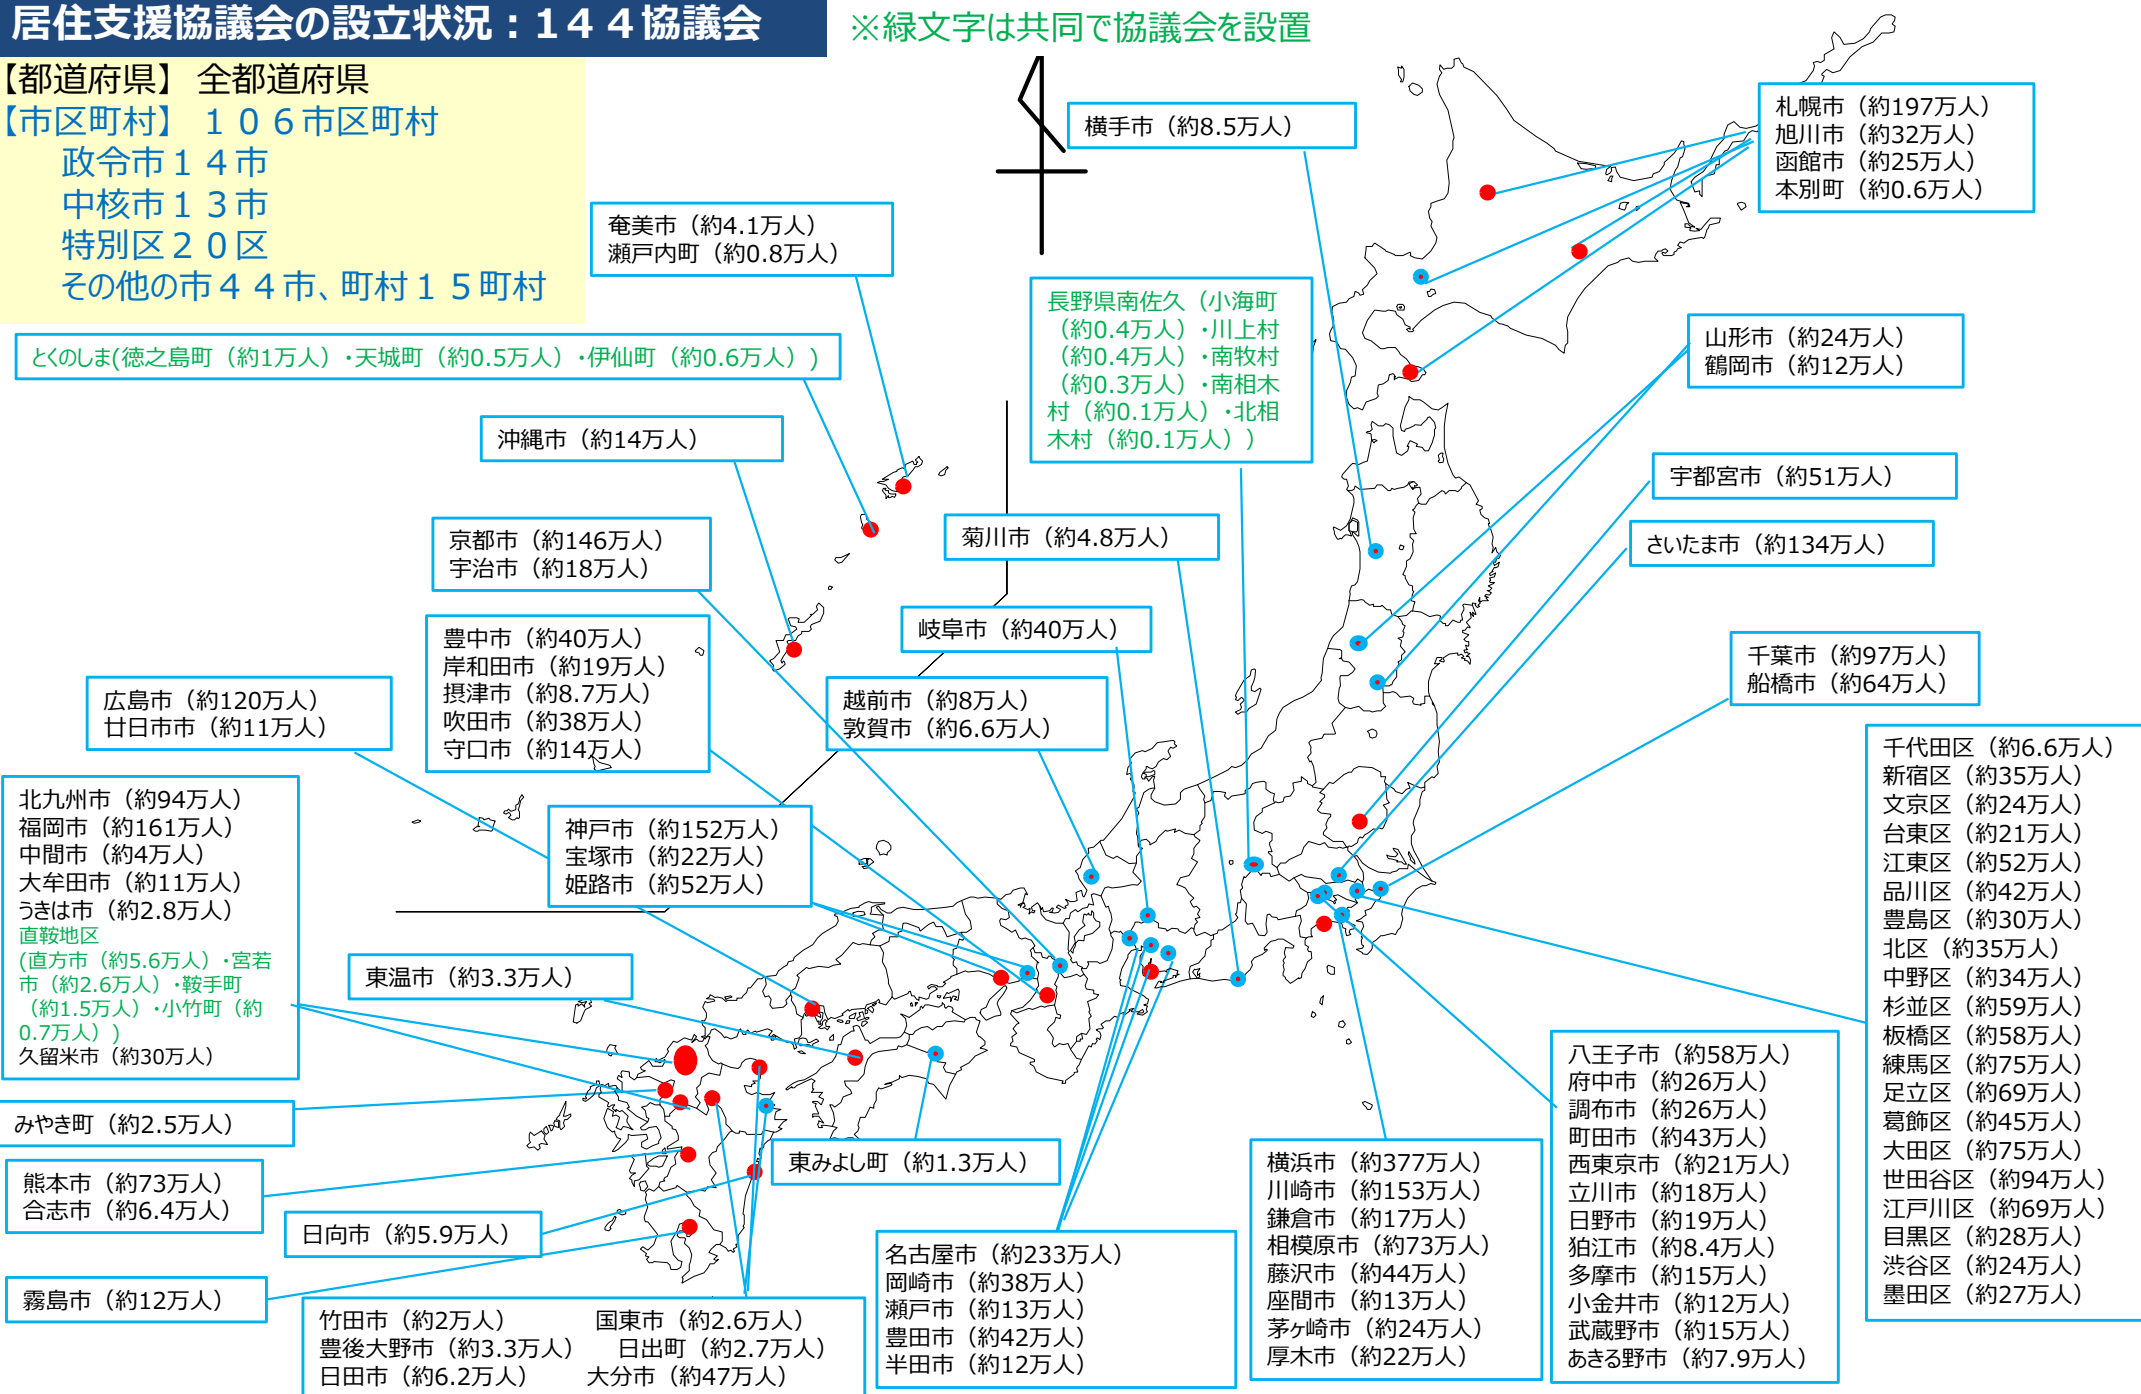 居住支援協議会の設立状況：１４４協議会
※緑文字は共同で協議会を設置
【都道府県】 全都道府県
【市区町村】 １０６市区町村
政令市１４市
中核市１３市
特別区２０区
その他の市４４市、町村１５町村
横手市（約8.5万人）
札幌市（約197万人）
旭川市（約32万人）
函館市（約25万人）
本別町（約0.6万人）
奄美市（約4.1万人）
瀬戸内町（約0.8万人）
長野県南佐久（小海町
（約0.4万人）・川上村
（約0.4万人）・南牧村
（約0.3万人）・南相木
村（約0.1万人）・北相
木村（約0.1万人））
山形市（約24万人）
鶴岡市（約12万人）
とくのしま(徳之島町（約1万人）・天城町（約0.5万人）・伊仙町（約0.6万人）)
沖縄市（約14万人）
宇都宮市（約51万人）
京都市（約146万人）
宇治市（約18万人）
菊川市（約4.8万人）
さいたま市（約134万人）
豊中市（約40万人）
岸和田市（約19万人）
摂津市（約8.7万人）
吹田市（約38万人）
守口市（約14万人）
岐阜市（約40万人）
千葉市（約97万人）
船橋市（約64万人）
広島市（約120万人）
廿日市市（約11万人）
越前市（約8万人）
敦賀市（約6.6万人）
北九州市（約94万人）
福岡市（約161万人）
中間市（約4万人）
大牟田市（約11万人）
うきは市（約2.8万人）
直鞍地区
(直方市（約5.6万人）・宮若
市（約2.6万人）・鞍手町
（約1.5万人）・小竹町（約
0.7万人）)
久留米市（約30万人）
神戸市（約152万人）
宝塚市（約22万人）
姫路市（約52万人）
千代田区（約6.6万人）
新宿区（約35万人）
文京区（約24万人）
台東区（約21万人）
江東区（約52万人）
品川区（約42万人）
豊島区（約30万人）
北区（約35万人）
中野区（約34万人）
杉並区（約59万人）
板橋区（約58万人）
練馬区（約75万人）
足立区（約69万人）
葛飾区（約45万人）
大田区（約75万人）
世田谷区（約94万人）
江戸川区（約69万人）
目黒区（約28万人）
渋谷区（約24万人）
墨田区（約27万人）
東温市（約3.3万人）
みやき町（約2.5万人）
東みよし町（約1.3万人）
熊本市（約73万人）
合志市（約6.4万人）
日向市（約5.9万人）
霧島市（約12万人）
竹田市（約2万人） 国東市（約2.6万人）
豊後大野市（約3.3万人） 日出町（約2.7万人）
日田市（約6.2万人） 大分市（約47万人）
名古屋市（約233万人）
岡崎市（約38万人）
瀬戸市（約13万人）
豊田市（約42万人）
半田市（約12万人）
横浜市（約377万人）
川崎市（約153万人）
鎌倉市（約17万人）
相模原市（約73万人）
藤沢市（約44万人）
座間市（約13万人）
茅ヶ崎市（約24万人）
厚木市（約22万人）
八王子市（約58万人）
府中市（約26万人）
調布市（約26万人）
町田市（約43万人）
西東京市（約21万人）
立川市（約18万人）
日野市（約19万人）
狛江市（約8.4万人）
多摩市（約15万人）
小金井市（約12万人）
武蔵野市（約15万人）
あきる野市（約7.9万人）